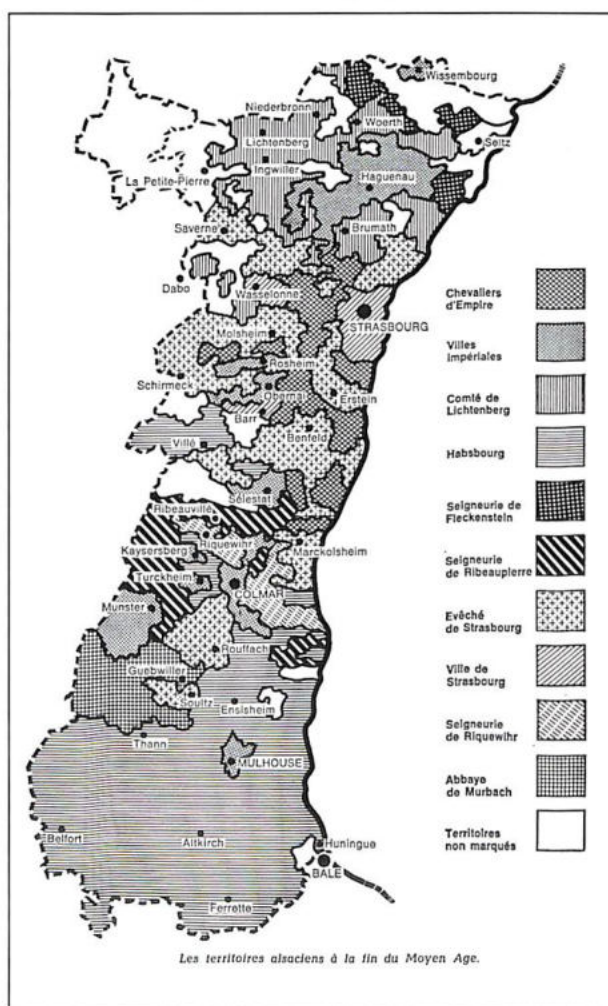 Wissembourg
Niederbronn
Woerth
Lichtenberg
Seltz
Ingwiller
La Petite-Pierre
Haguenau
Saverne
Brumath
Dabo
Wasselonne
STRASBOURG
Molsheim
Rosheim
Schirmeck
Obernai
Erstein
Barr
Benfeld
Villé
Sélestat
Ribeauvillé
Riquewihr
Marckolsheim
Kaysersberg
Turckheim
COLMAR
Munster
Rouffach
Guebwiller
Soultz
Ensisheim
Thann
MULHOUSE
Belfort
Altkirch
Huningue
BALE
Ferrette
Chevaliers
d'Empire
Villes
Impériales
Comté de
Lichtenberg
Habsbourg
Seigneurie de
Fleckenstein
Seigneurie
de Ribeaupierre
Evêché
de Strasbourg
Ville de
Strasbourg
Seigneurie
de Riquewihr
Abbaye
de Murbach
Territoires
non marqués
Les territoires alsaciens à la fin du Moyen Age.